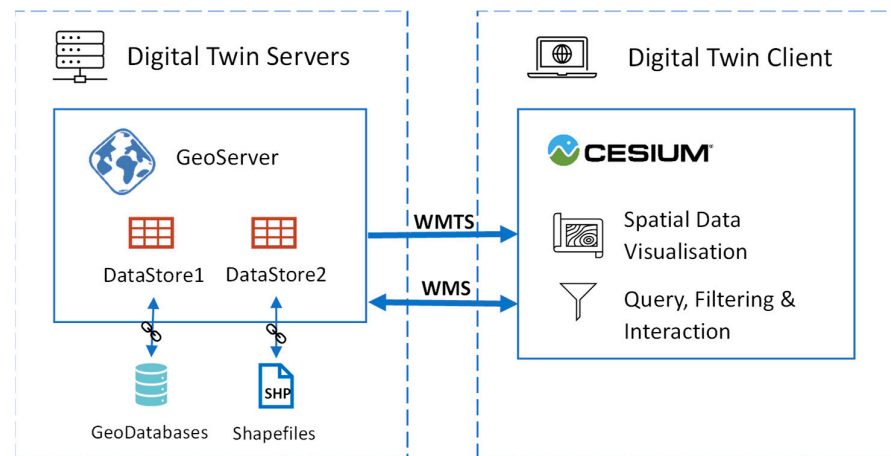 Digital Twin Servers
GeoServer
DataStore1
DataStore2
GeoDatabases
SHP
Shapefiles
WMTS
WMS
Digital Twin Client
CESIUM
Spatial Data
Visualisation
Query, Filtering &
Interaction